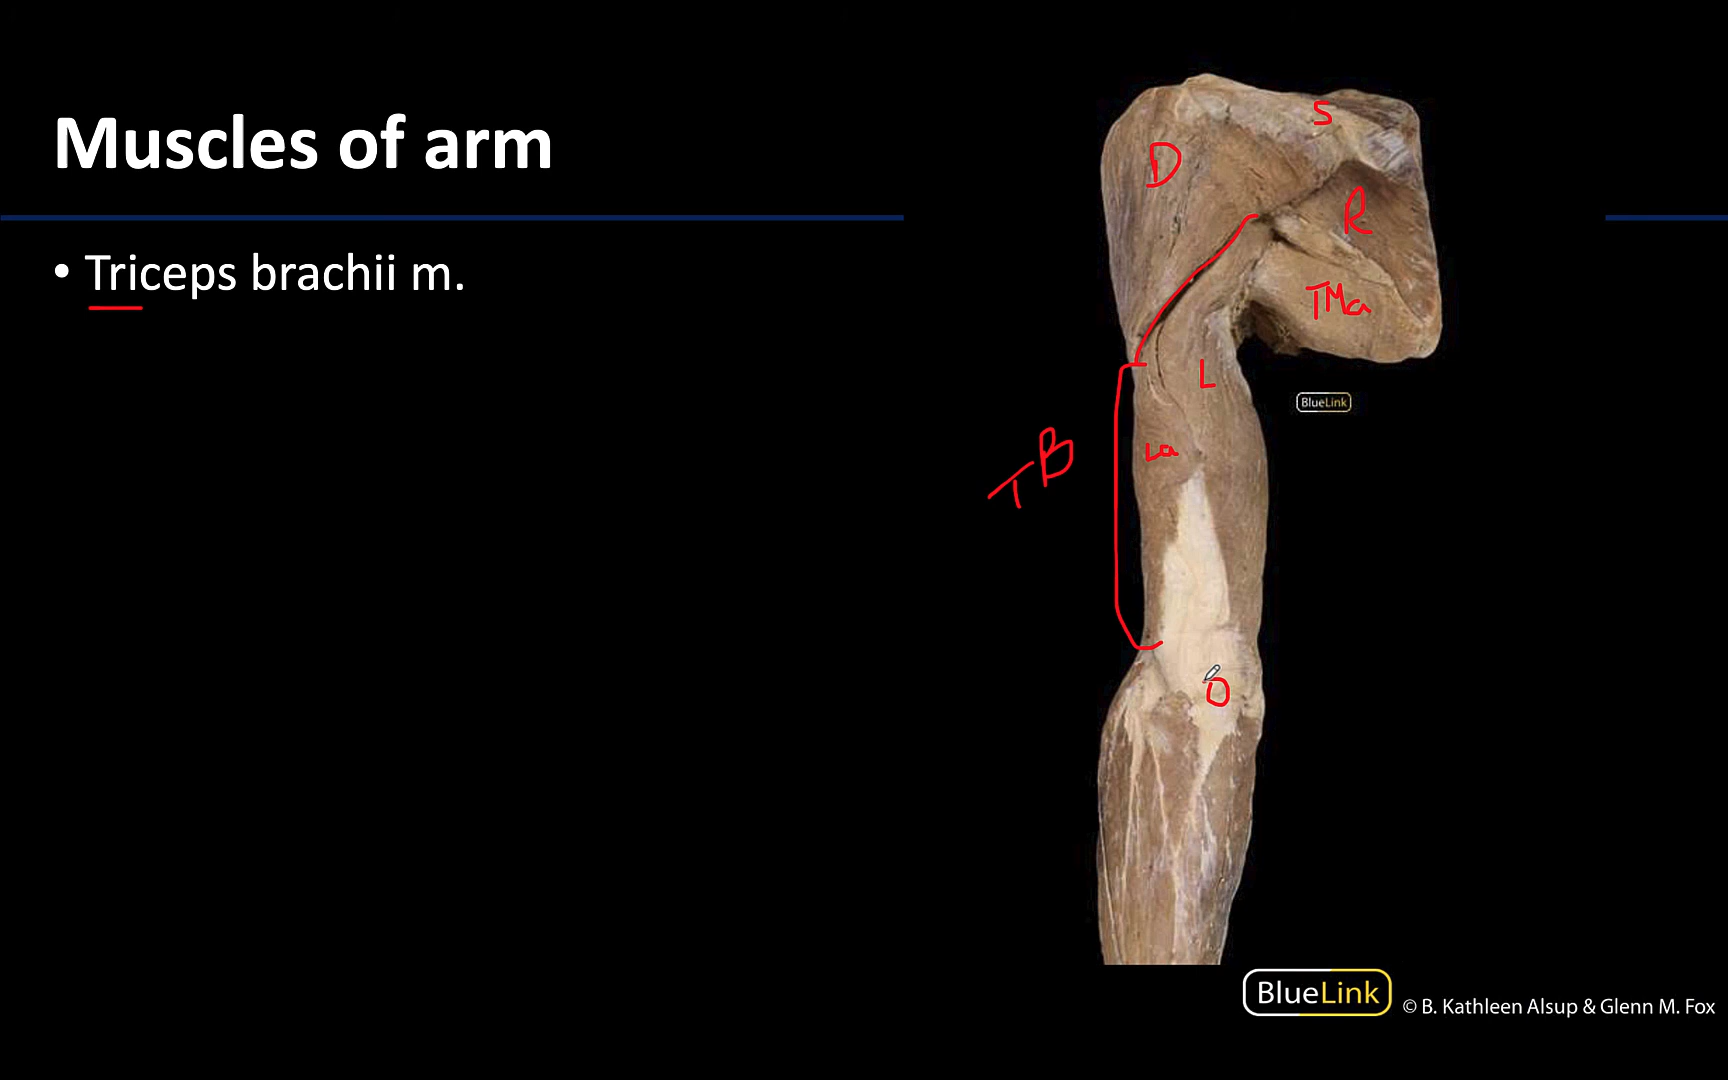 Muscles of arm
• Triceps brachii m.
S
D
R
TMa
L
BlueLink
TB
La
O
BlueLink
© B. Kathleen Alsup & Glenn M. Fox